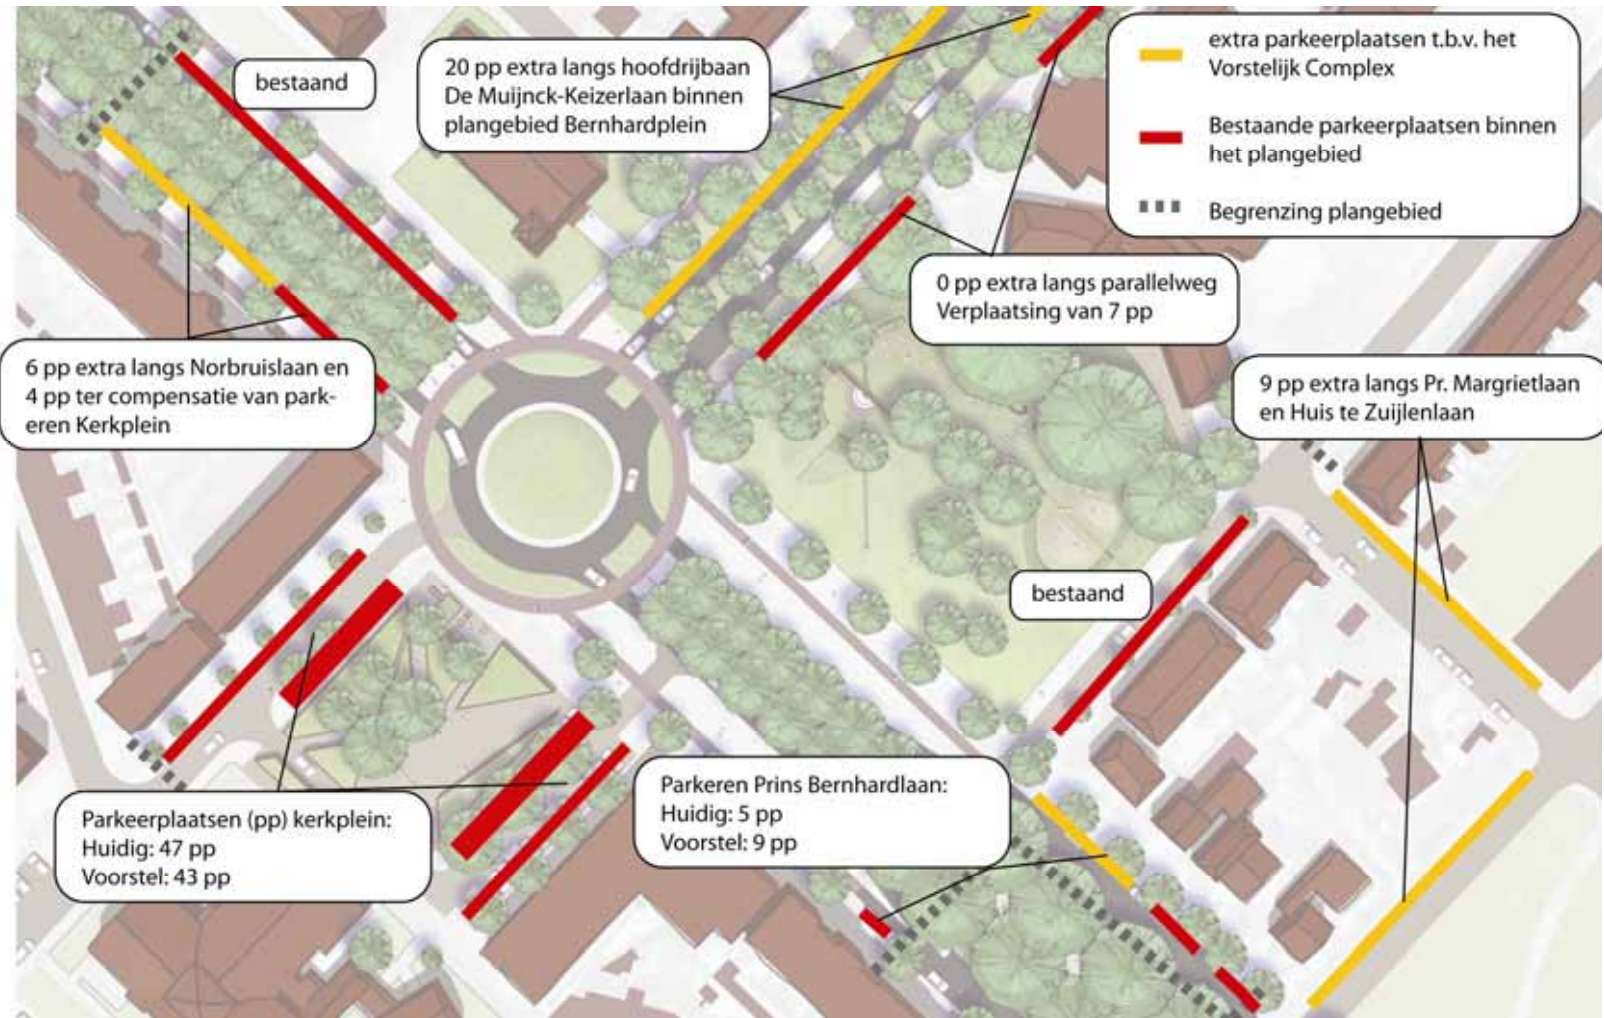 bestaand
20 pp extra langs hoofdrijbaan
De Muijnck-Keizerlaan binnen
plangebied Bernhardplein
extra parkeerplaatsen t.b.v. het
Vorstelijk Complex
Bestaande parkeerplaatsen binnen
het plangebied
Begrenzing plangebied
0 pp extra langs parallelweg
Verplaatsing van 7 pp
6 pp extra langs Norbruislaan en
4 pp ter compensatie van park-
eren Kerkplein
9 pp extra langs Pr. Margrietlaan
en Huis te Zuijlenlaan
bestaand
Parkeerplaatsen (pp) kerkplein:
Huidig: 47 pp
Voorstel: 43 pp
Parkeren Prins Bernhardlaan:
Huidig: 5 pp
Voorstel: 9 pp